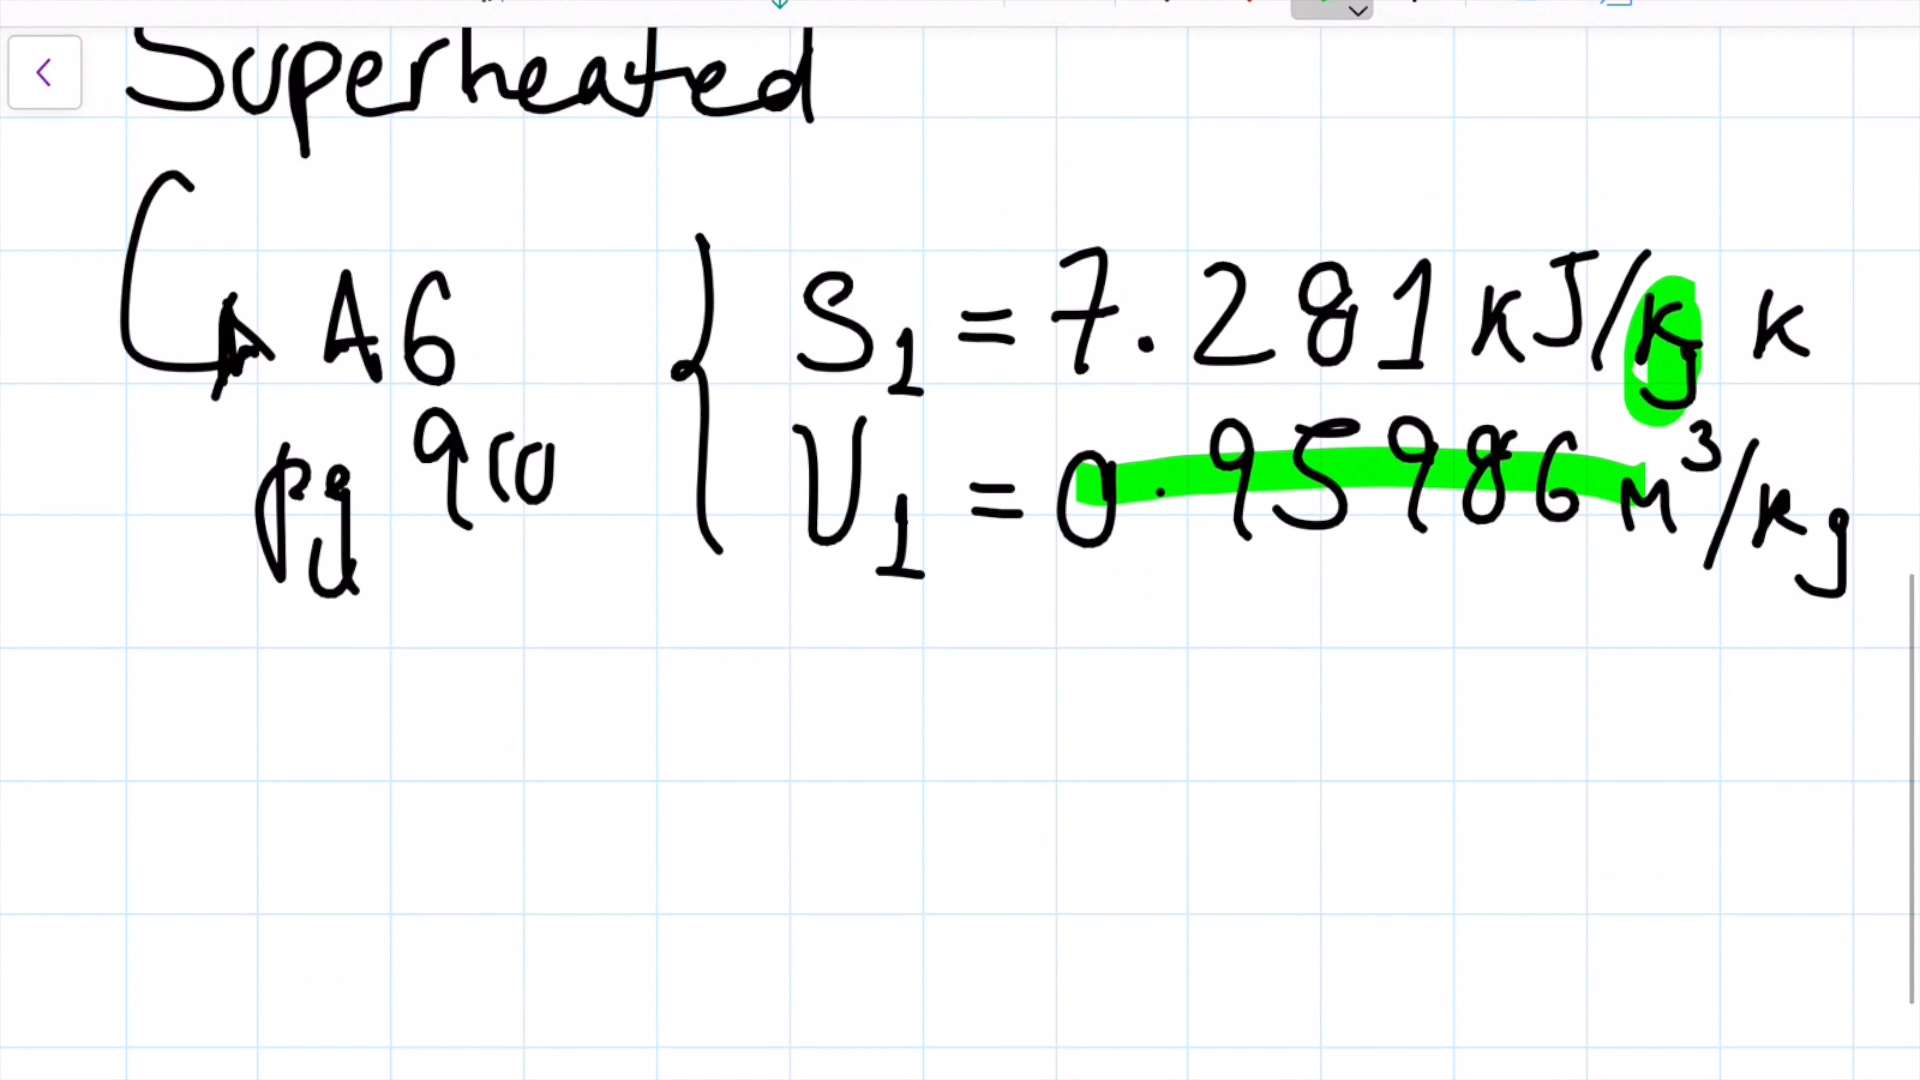 Superheated
A6 S1 = 7.281 kJ/kg K
pg 910 V1 = 0.95986 m³/kg